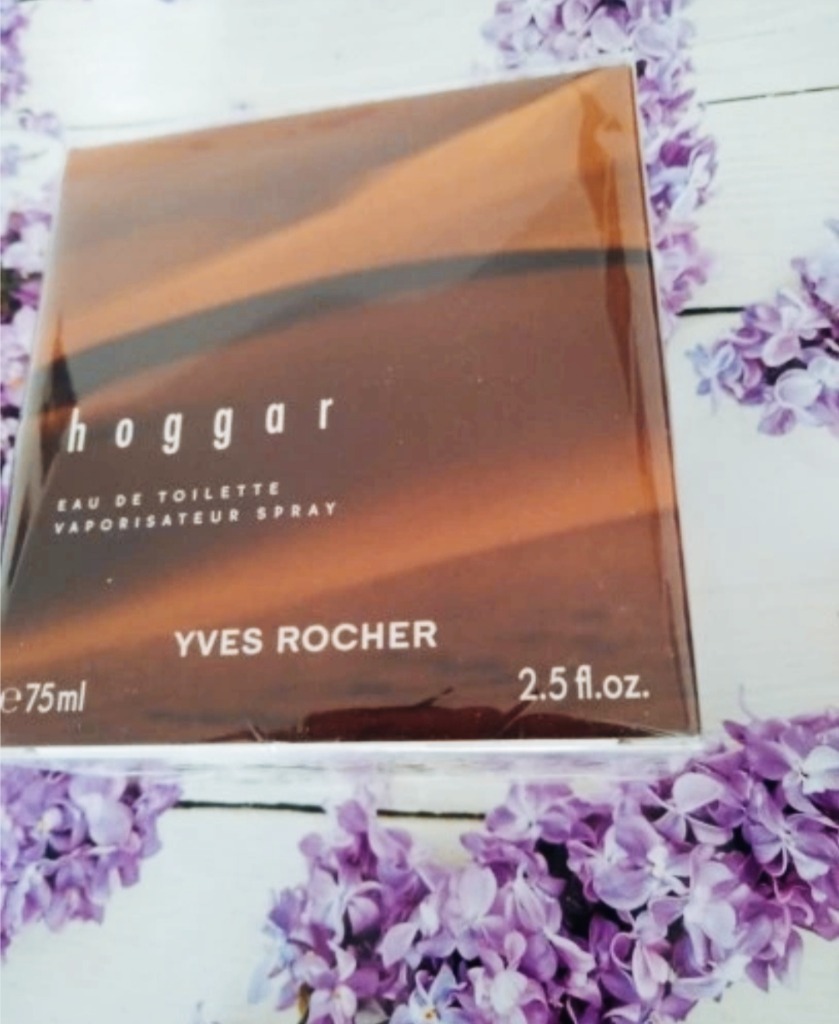 hoggar
EAU DE TOILETTE
VAPORISATEUR SPRAY
YVES ROCHER
e 75ml
2.5 fl.oz.